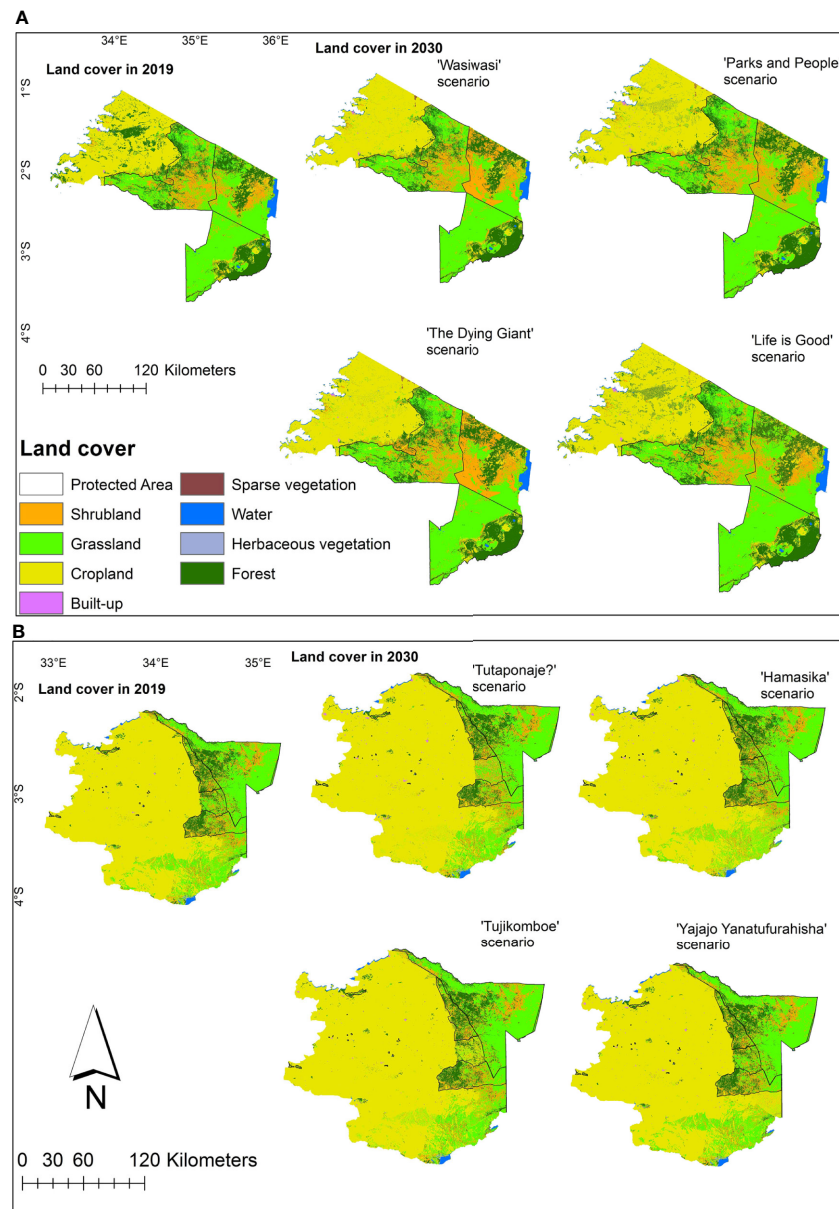 A
34°E 35°E 36°E
Land cover in 2019
Land cover in 2030
'Wasiwasi'
scenario
'Parks and People
scenario
1°S
2°S
3°S
4°S
'The Dying Giant'
scenario
'Life is Good'
scenario
0 30 60 120 Kilometers
Land cover
Protected Area
Shrubland
Grassland
Cropland
Built-up
Sparse vegetation
Water
Herbaceous vegetation
Forest
B
33°E 34°E 35°E
Land cover in 2019
Land cover in 2030
'Tutaponaje?'
scenario
'Hamasika'
scenario
2°S
3°S
4°S
'Tujikomboe'
scenario
'Yajajo Yanatufurahisha'
scenario
N
0 30 60 120 Kilometers